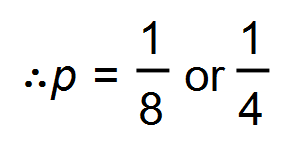 ∴p = 1/8 or 1/4